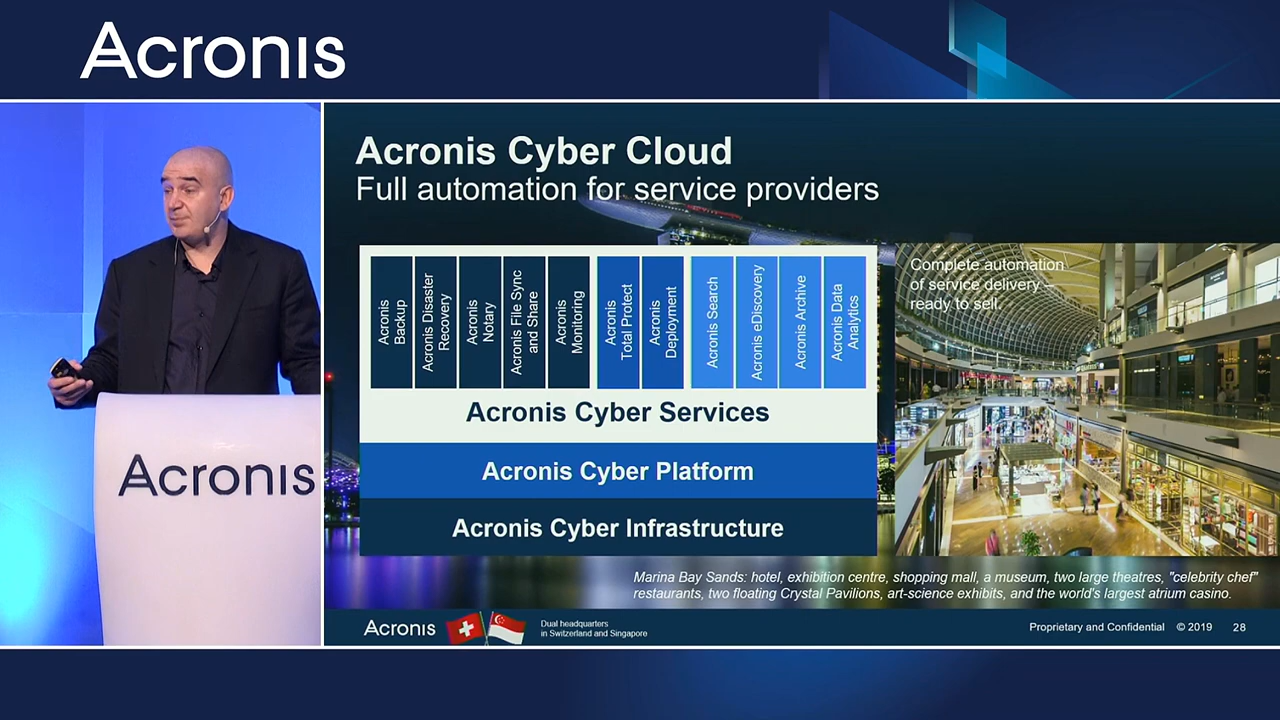 Acronis
Acronis Cyber Cloud
Full automation for service providers
Acronis
Backup
Acronis Disaster
Recovery
Acronis
Notary
Acronis File Sync
and Share
Acronis
Monitoring
Acronis
Total Protect
Acronis
Deployment
Acronis Search
Acronis eDiscovery
Acronis Archive
Acronis Data
Analytics
Complete automation
of service delivery –
ready to sell.
Acronis Cyber Services
Acronis Cyber Platform
Acronis Cyber Infrastructure
Acronis
Marina Bay Sands: hotel, exhibition centre, shopping mall, a museum, two large theatres, "celebrity chef"
restaurants, two floating Crystal Pavilions, art-science exhibits, and the world's largest atrium casino.
Acronis
Dual headquarters
in Switzerland and Singapore
Proprietary and Confidential © 2019 28